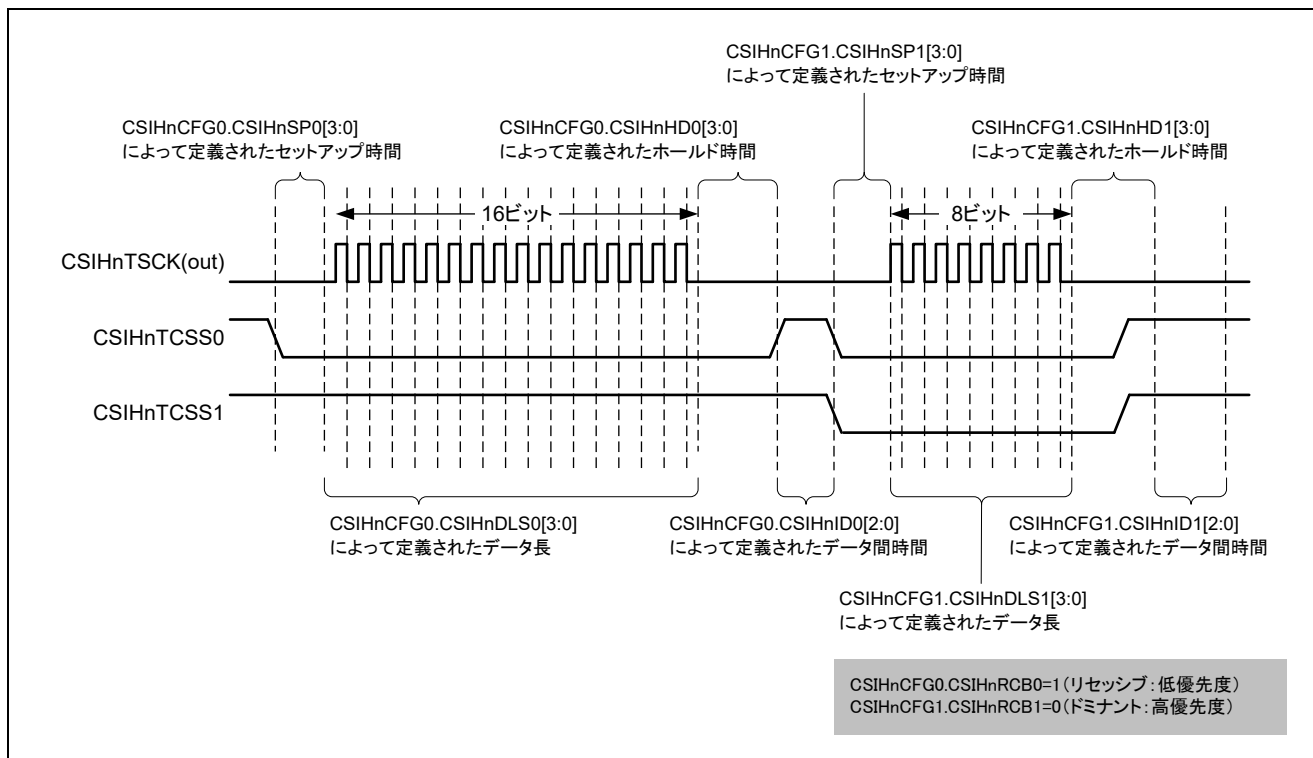 CSIHnCFG1.CSIHnSP1[3:0]
によって定義されたセットアップ時間
CSIHnCFG0.CSIHnSP0[3:0]
によって定義されたセットアップ時間
CSIHnCFG0.CSIHnHD0[3:0]
によって定義されたホールド時間
CSIHnCFG1.CSIHnHD1[3:0]
によって定義されたホールド時間
16ビット
8ビット
CSIHnTSCK(out)
CSIHnTCSS0
CSIHnTCSS1
CSIHnCFG0.CSIHnDLS0[3:0]
によって定義されたデータ長
CSIHnCFG0.CSIHnID0[2:0]
によって定義されたデータ間時間
CSIHnCFG1.CSIHnID1[2:0]
によって定義されたデータ間時間
CSIHnCFG1.CSIHnDLS1[3:0]
によって定義されたデータ長
CSIHnCFG0.CSIHnRCB0=1(リセッシブ:低優先度)
CSIHnCFG1.CSIHnRCB1=0(ドミナント:高優先度)